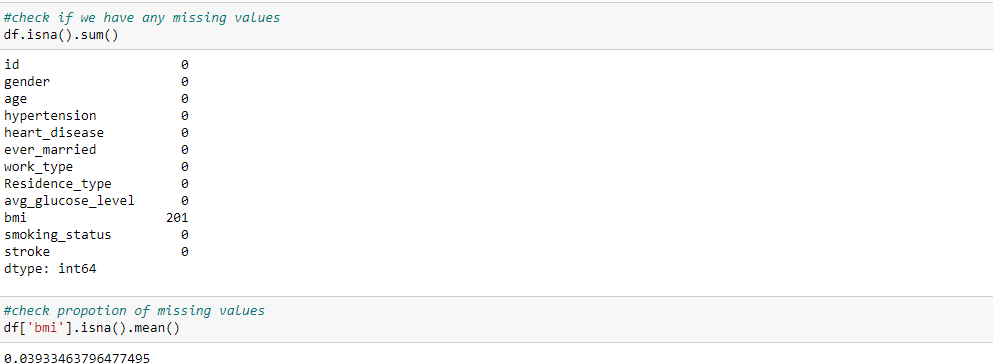 #check if we have any missing values
df.isna().sum()
id 0
gender 0
age 0
hypertension 0
heart_disease 0
ever_married 0
work_type 0
Residence_type 0
avg_glucose_level 0
bmi 201
smoking_status 0
stroke 0
dtype: int64
#check propotion of missing values
df['bmi'].isna().mean()
0.03933463796477495